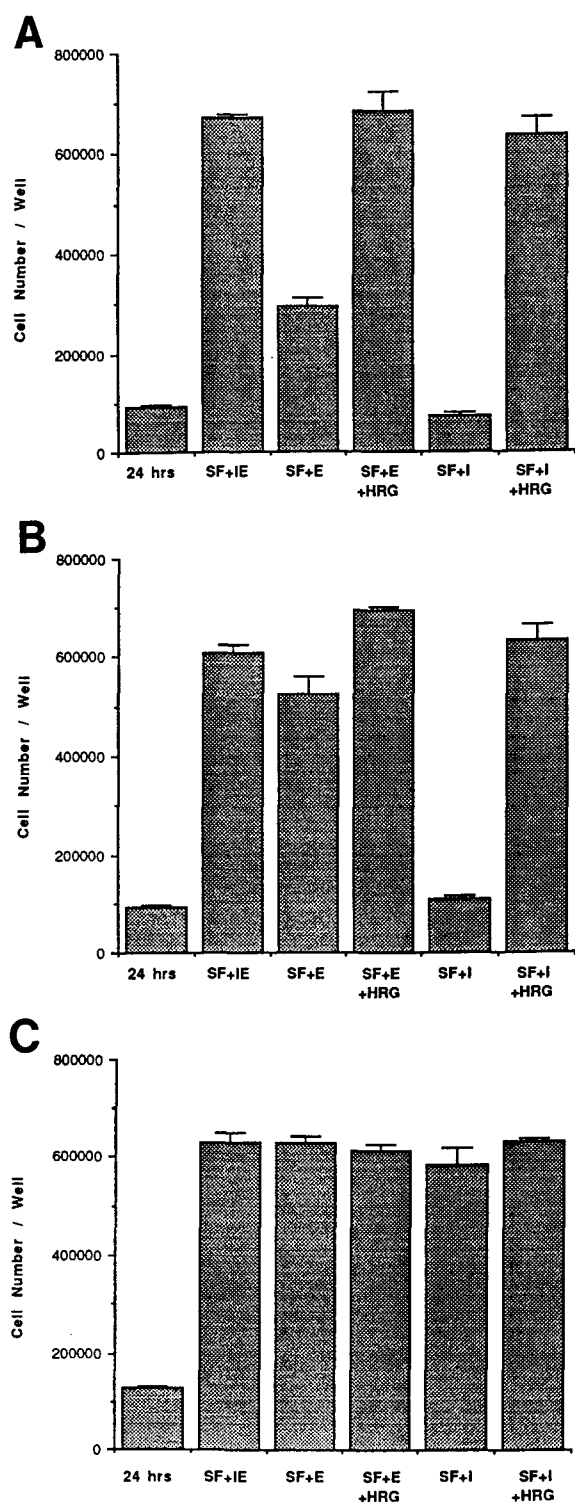 A
800000
600000
400000
200000
0
Cell Number / Well
24 hrs SF+IE SF+E SF+E SF+I SF+I
+HRG +HRG
B
800000
600000
400000
200000
0
Cell Number / Well
24 hrs SF+IE SF+E SF+E SF+I SF+I
+HRG +HRG
C
800000
600000
400000
200000
0
Cell Number / Well
24 hrs SF+IE SF+E SF+E SF+I SF+I
+HRG +HRG